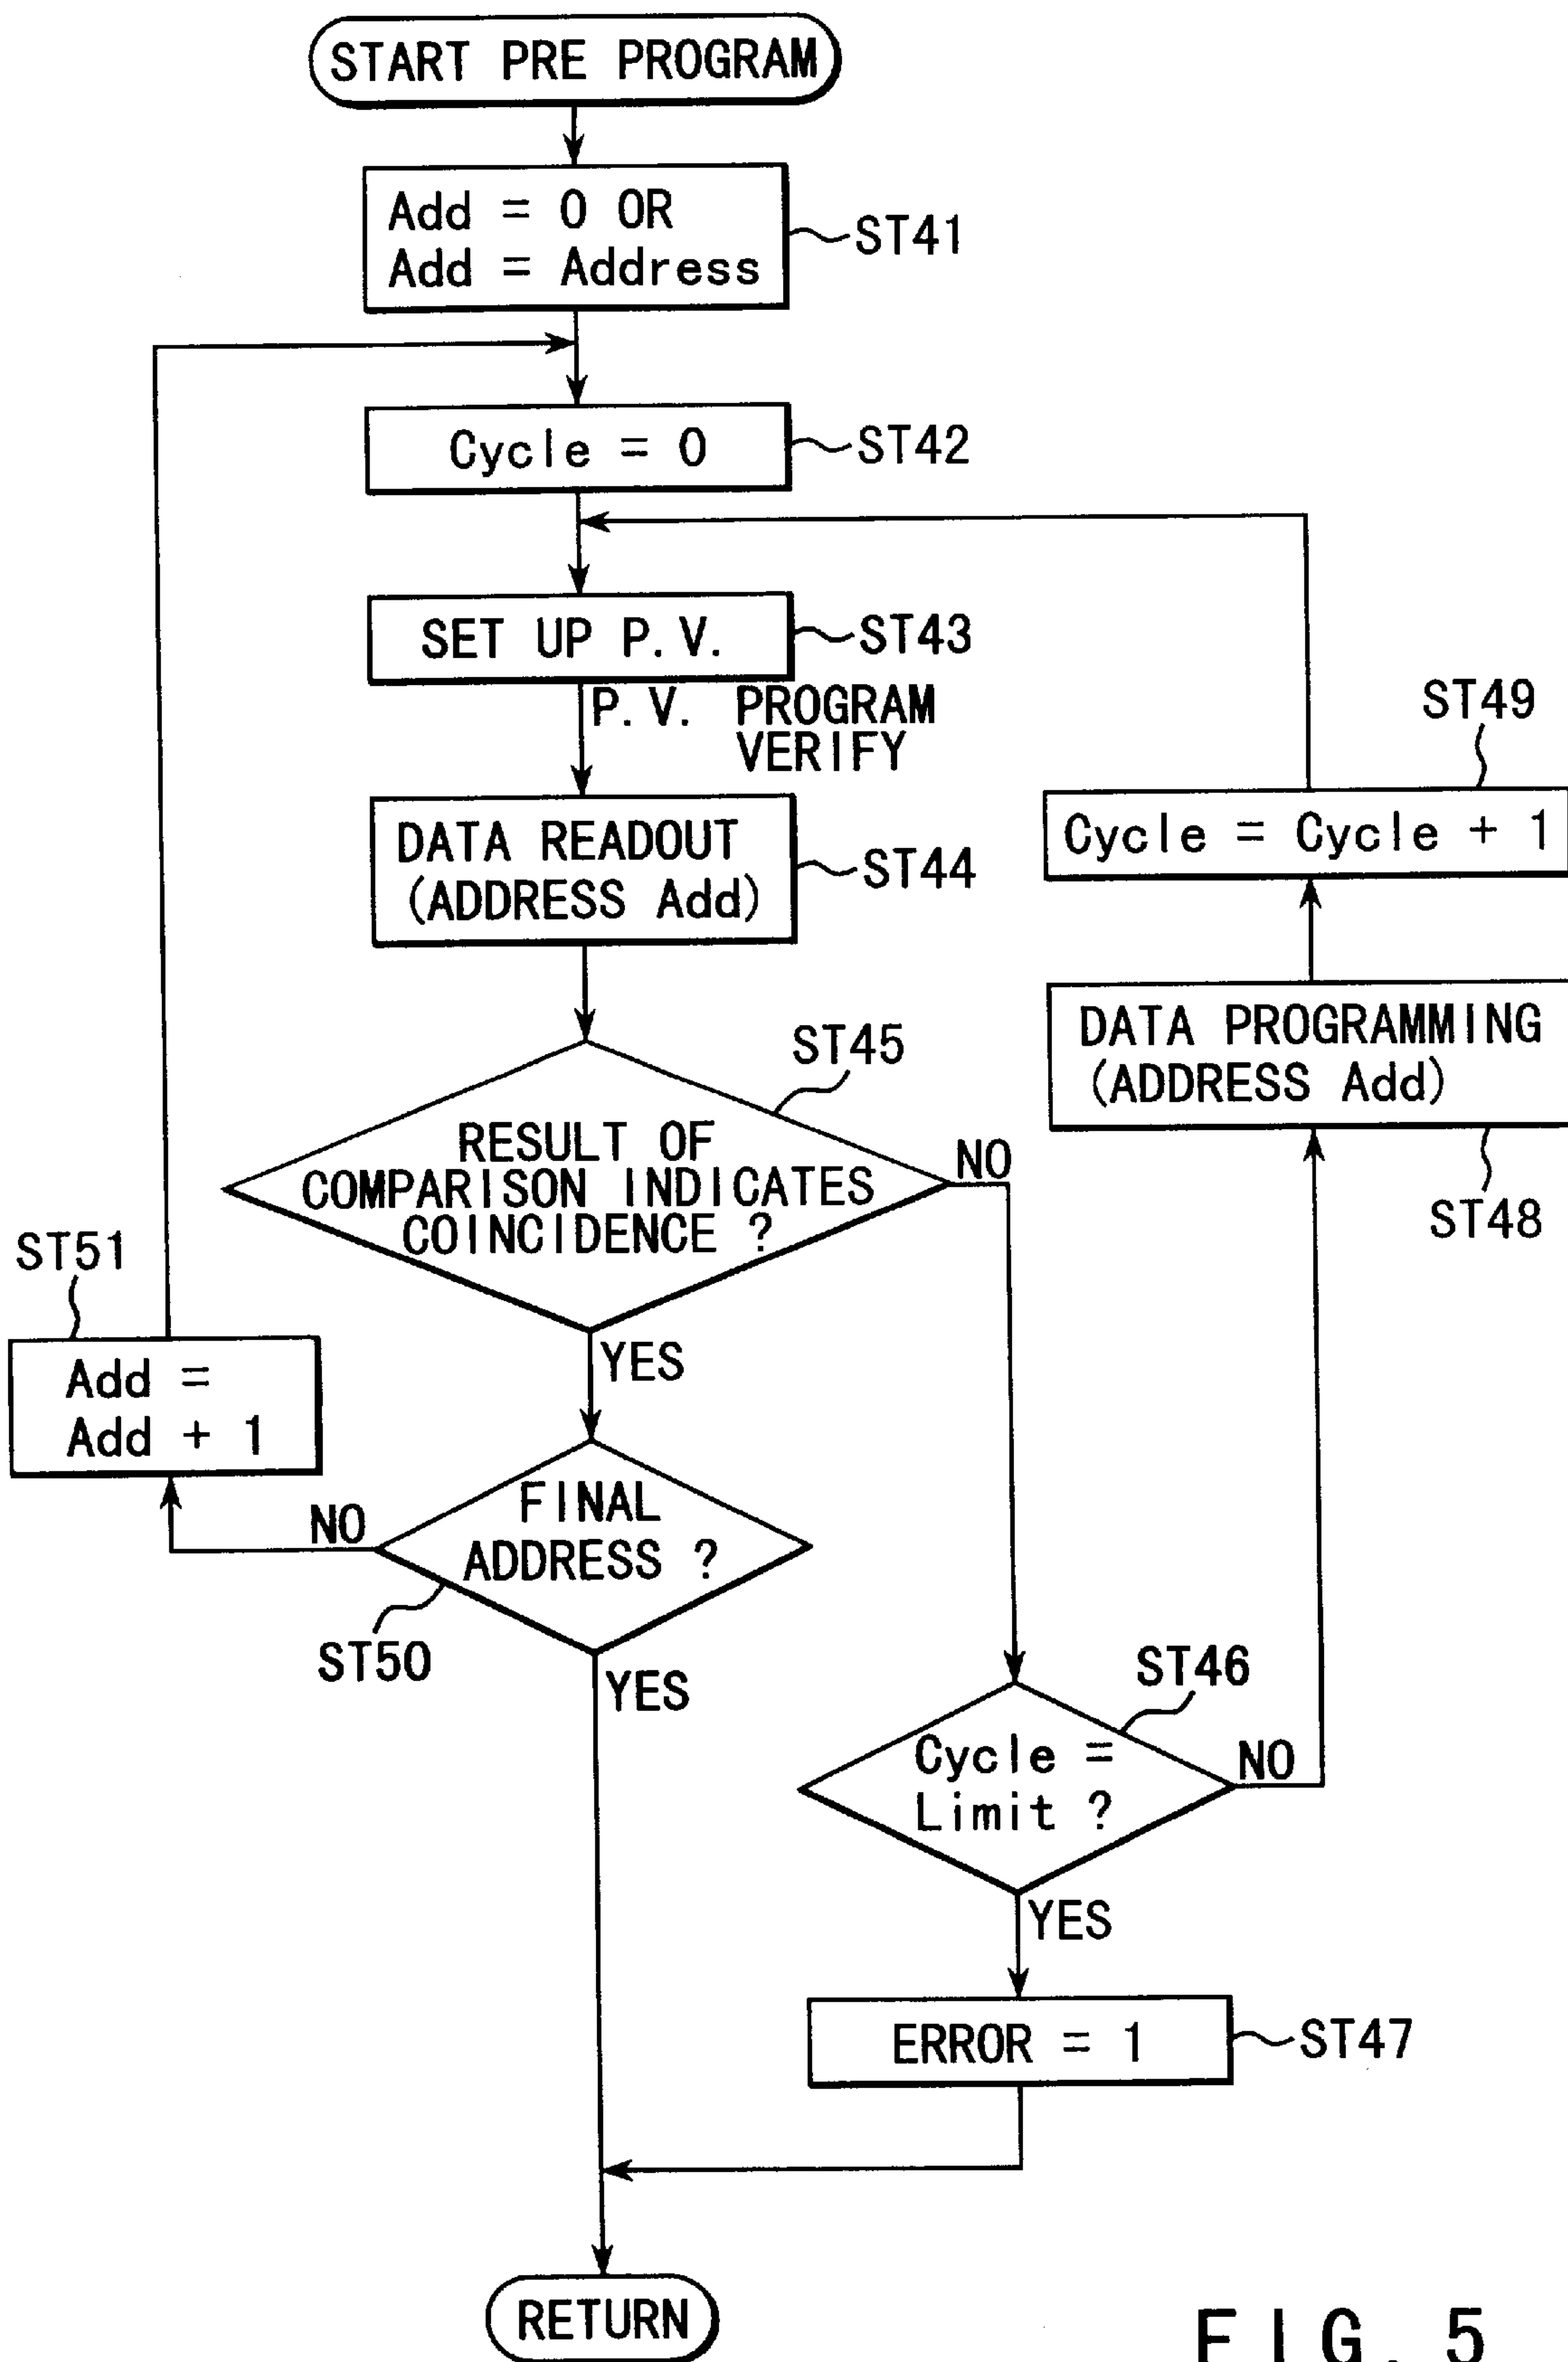 START PRE PROGRAM
Add = 0 OR
Add = Address
ST41
Cycle = 0
ST42
SET UP P.V.
ST43
P.V. PROGRAM
VERIFY
DATA READOUT
(ADDRESS Add)
ST44
ST49
Cycle = Cycle + 1
DATA PROGRAMMING
(ADDRESS Add)
ST48
ST45
RESULT OF
COMPARISON INDICATES
COINCIDENCE ?
NO
YES
ST51
Add =
Add + 1
NO
FINAL
ADDRESS ?
ST50
YES
ST46
Cycle =
Limit ?
NO
YES
ERROR = 1
ST47
RETURN
FIG. 5